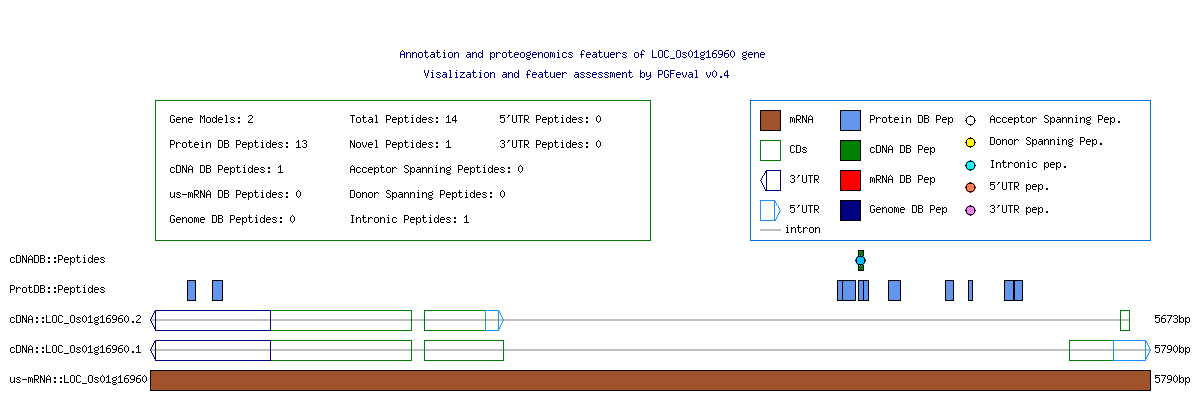 Annotation and proteogenomics featuers of LOC_Os01g16960 gene
Visalization and featuer assessment by PGFeval v0.4
Gene Models: 2 Total Peptides: 14 5'UTR Peptides: 0
Protein DB Peptides: 13 Novel Peptides: 1 3'UTR Peptides: 0
cDNA DB Peptides: 1 Acceptor Spanning Peptides: 0
us-mRNA DB Peptides: 0 Donor Spanning Peptides: 0
Genome DB Peptides: 0 Intronic Peptides: 1
mRNA Protein DB Pep Acceptor Spanning Pep.
CDs cDNA DB Pep Donor Spanning Pep.
3'UTR mRNA DB Pep Intronic pep.
5'UTR Genome DB Pep 5'UTR pep.
intron 3'UTR pep.
cDNADB::Peptides
ProtDB::Peptides
cDNA::LOC_Os01g16960.2 5673bp
cDNA::LOC_Os01g16960.1 5790bp
us-mRNA::LOC_Os01g16960 5790bp